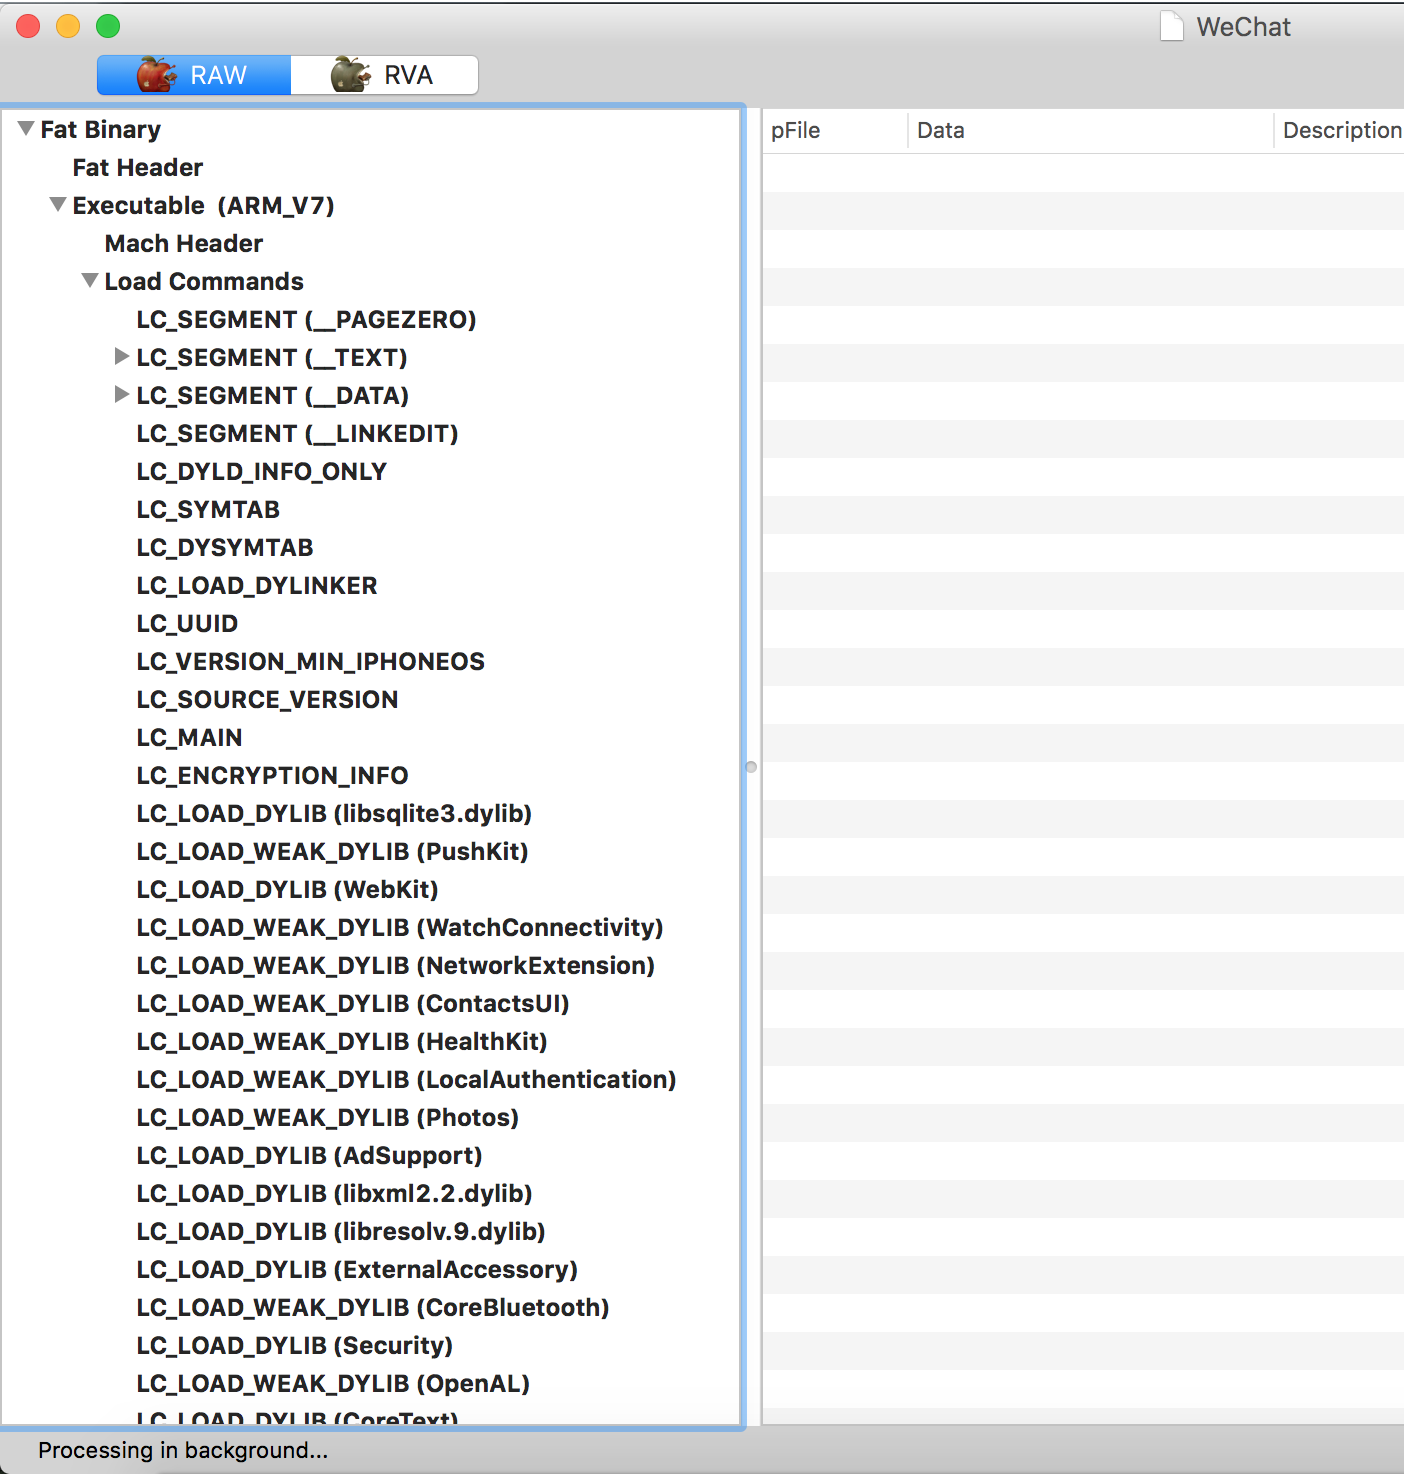 WeChat
RAW RVA
Fat Binary
Fat Header
Executable (ARM_V7)
Mach Header
Load Commands
LC_SEGMENT (__PAGEZERO)
LC_SEGMENT (__TEXT)
LC_SEGMENT (__DATA)
LC_SEGMENT (__LINKEDIT)
LC_DYLD_INFO_ONLY
LC_SYMTAB
LC_DYSYMTAB
LC_LOAD_DYLINKER
LC_UUID
LC_VERSION_MIN_IPHONEOS
LC_SOURCE_VERSION
LC_MAIN
LC_ENCRYPTION_INFO
LC_LOAD_DYLIB (libsqlite3.dylib)
LC_LOAD_WEAK_DYLIB (PushKit)
LC_LOAD_DYLIB (WebKit)
LC_LOAD_WEAK_DYLIB (WatchConnectivity)
LC_LOAD_WEAK_DYLIB (NetworkExtension)
LC_LOAD_WEAK_DYLIB (ContactsUI)
LC_LOAD_WEAK_DYLIB (HealthKit)
LC_LOAD_WEAK_DYLIB (LocalAuthentication)
LC_LOAD_WEAK_DYLIB (Photos)
LC_LOAD_DYLIB (AdSupport)
LC_LOAD_DYLIB (libxml2.2.dylib)
LC_LOAD_DYLIB (libresolv.9.dylib)
LC_LOAD_DYLIB (ExternalAccessory)
LC_LOAD_WEAK_DYLIB (CoreBluetooth)
LC_LOAD_DYLIB (Security)
LC_LOAD_WEAK_DYLIB (OpenAL)
LC_LOAD_DYLIB (CoreText)
pFile Data Description
Processing in background...